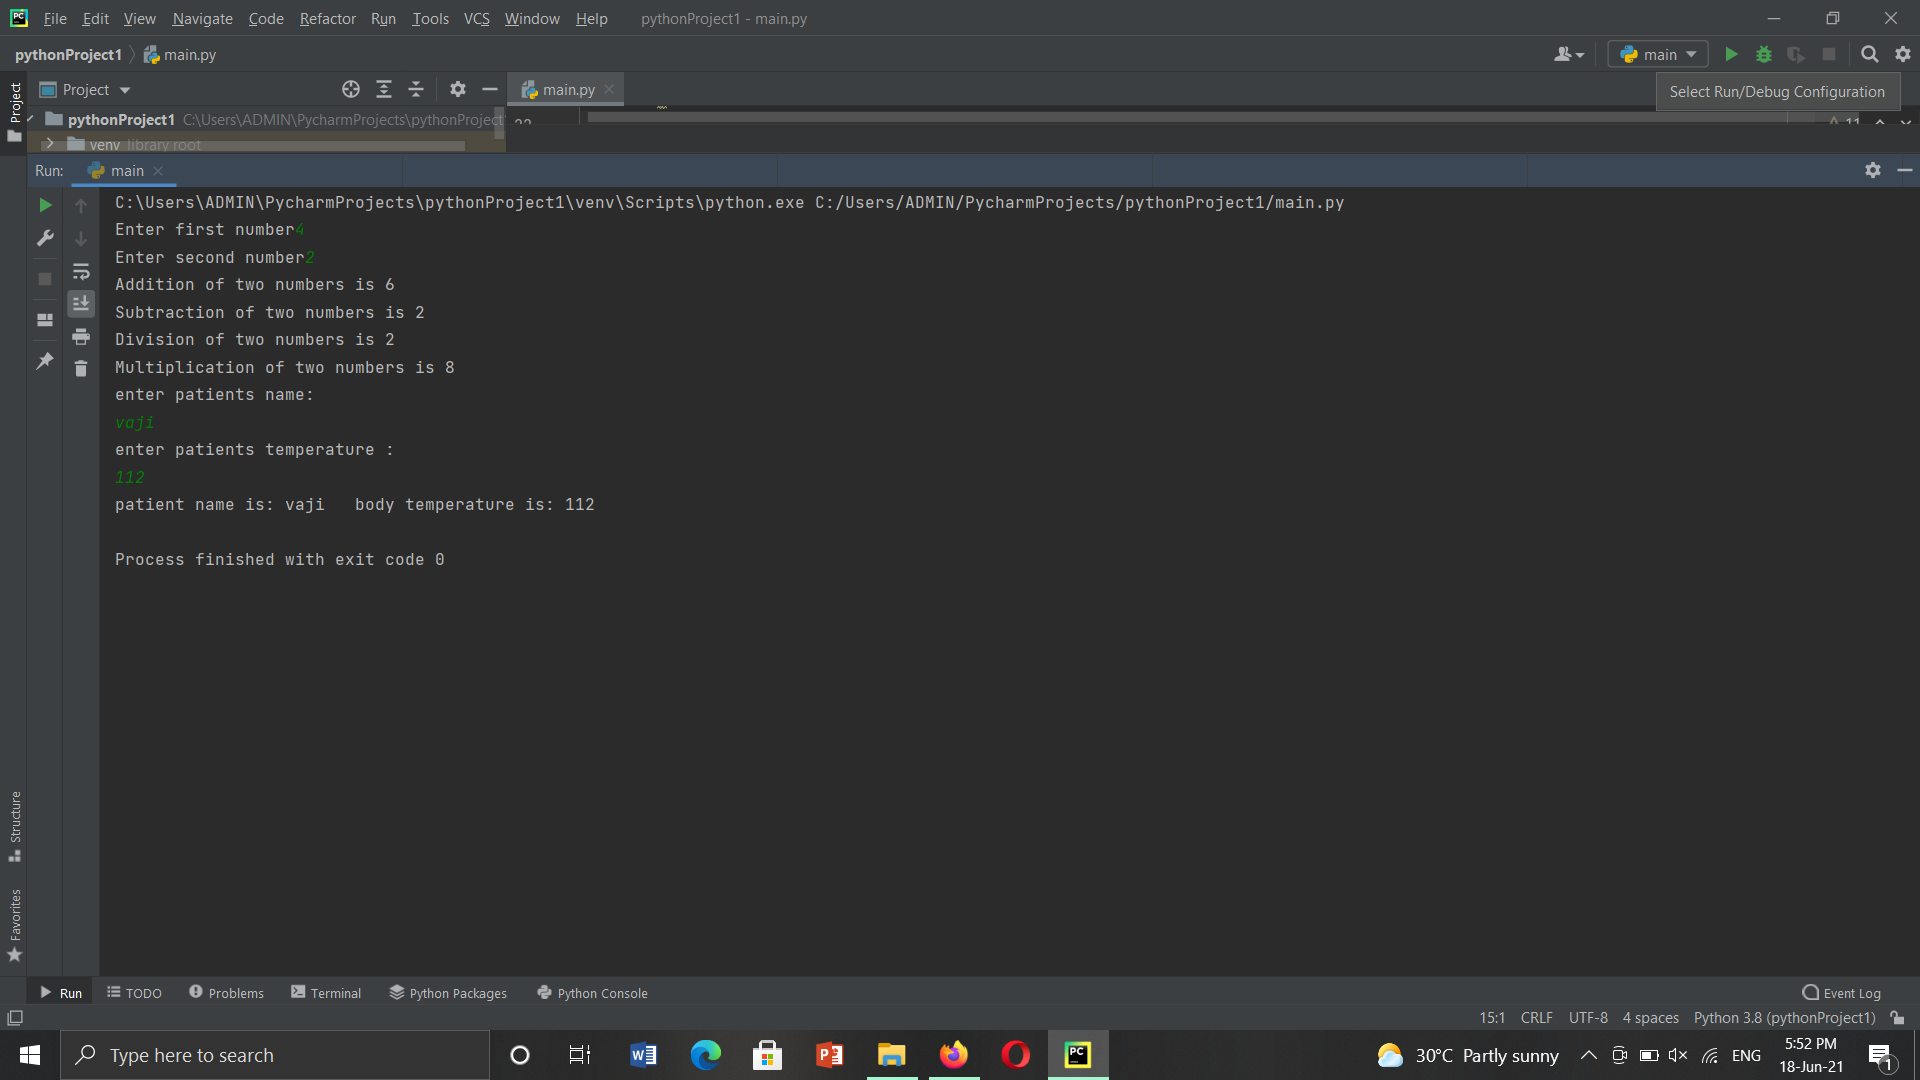 File Edit View Navigate Code Refactor Run Tools VCS Window Help pythonProject1 - main.py
pythonProject1 main.py main
Project main.py Select Run/Debug Configuration
Project
pythonProject1 C:\Users\ADMIN\PycharmProjects\pythonProject
11
venv library root
Run: main
C:\Users\ADMIN\PycharmProjects\pythonProject1\venv\Scripts\python.exe C:/Users/ADMIN/PycharmProjects/pythonProject1/main.py
Enter first number4
Enter second number2
Addition of two numbers is 6
Subtraction of two numbers is 2
Division of two numbers is 2
Multiplication of two numbers is 8
enter patients name:
vaji
enter patients temperature :
112
patient name is: vaji   body temperature is: 112
Process finished with exit code 0
Structure
Favorites
Run TODO Problems Terminal Python Packages Python Console Event Log
15:1 CRLF UTF-8 4 spaces Python 3.8 (pythonProject1)
Type here to search 30°C Partly sunny ENG 5:52 PM
18-Jun-21 1